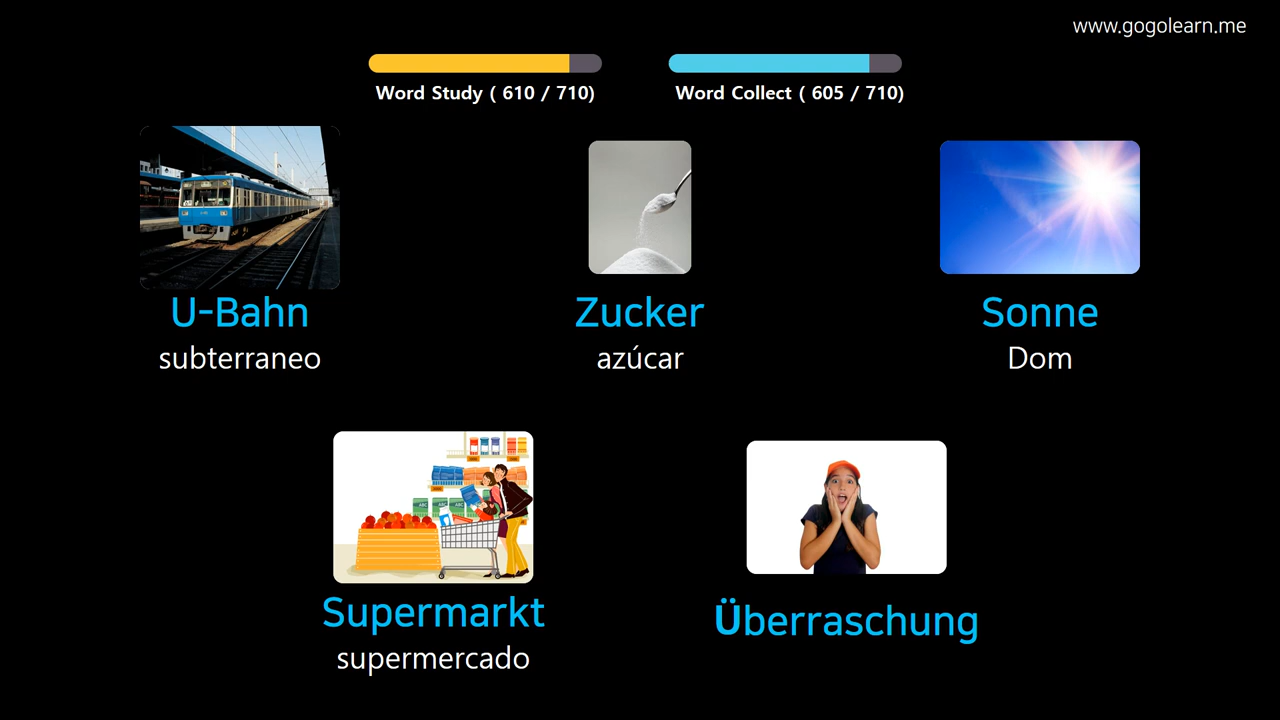 www.gogolearn.me
Word Study ( 610 / 710)
Word Collect ( 605 / 710)
U-Bahn
subterraneo
Zucker
azúcar
Sonne
Dom
Supermarkt
supermercado
Überraschung